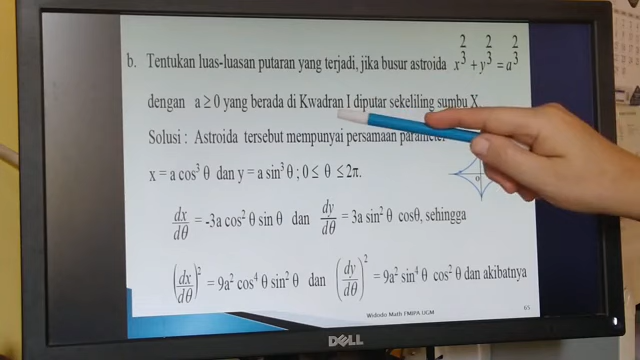 b. Tentukan luas-luasan putaran yang terjadi, jika busur astroida x^{2/3} + y^{2/3} = a^{2/3}
dengan a ≥ 0 yang berada di Kwadran I diputar sekeliling sumbu X.
Solusi : Astroida tersebut mempunyai persamaan parameter
x = a cos³ θ dan y = a sin³ θ ; 0 ≤ θ ≤ 2π.
0
dx/dθ = -3a cos² θ sin θ dan dy/dθ = 3a sin² θ cosθ, sehingga
(dx/dθ)² = 9a² cos⁴ θ sin² θ dan (dy/dθ)² = 9a² sin⁴ θ cos² θ dan akibatnya
Widodo Math FMIPA UGM
DELL